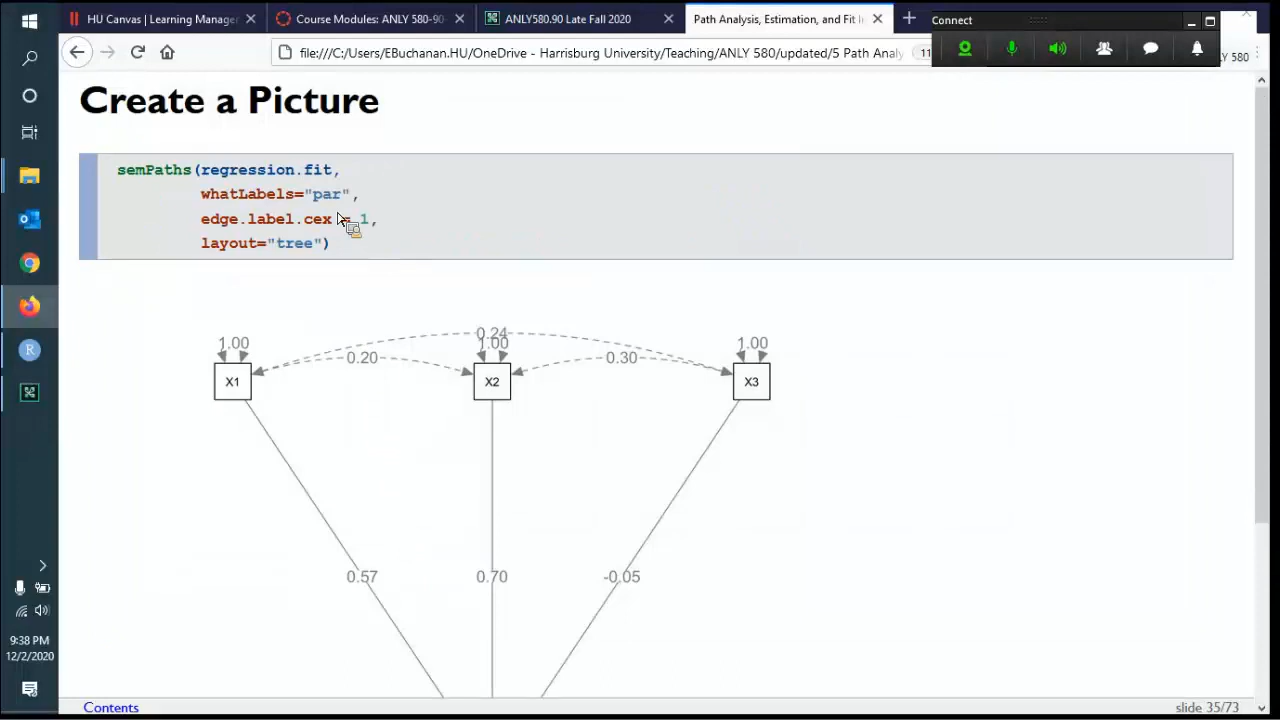 HU Canvas | Learning Manage
Course Modules: ANLY 580-90
ANLY580.90 Late Fall 2020
Path Analysis, Estimation, and Fit I
Connect
file:///C:/Users/EBuchanan.HU/OneDrive - Harrisburg University/Teaching/ANLY 580/updated/5 Path Analy
LY 580
Create a Picture
semPaths(regression.fit,
whatLabels="par",
edge.label.cex = 1,
layout="tree")
0.24
1.00 1.00 1.00
0.20 0.30
X1 X2 X3
0.57 0.70 -0.05
9:38 PM
12/2/2020
Contents
slide 35/73